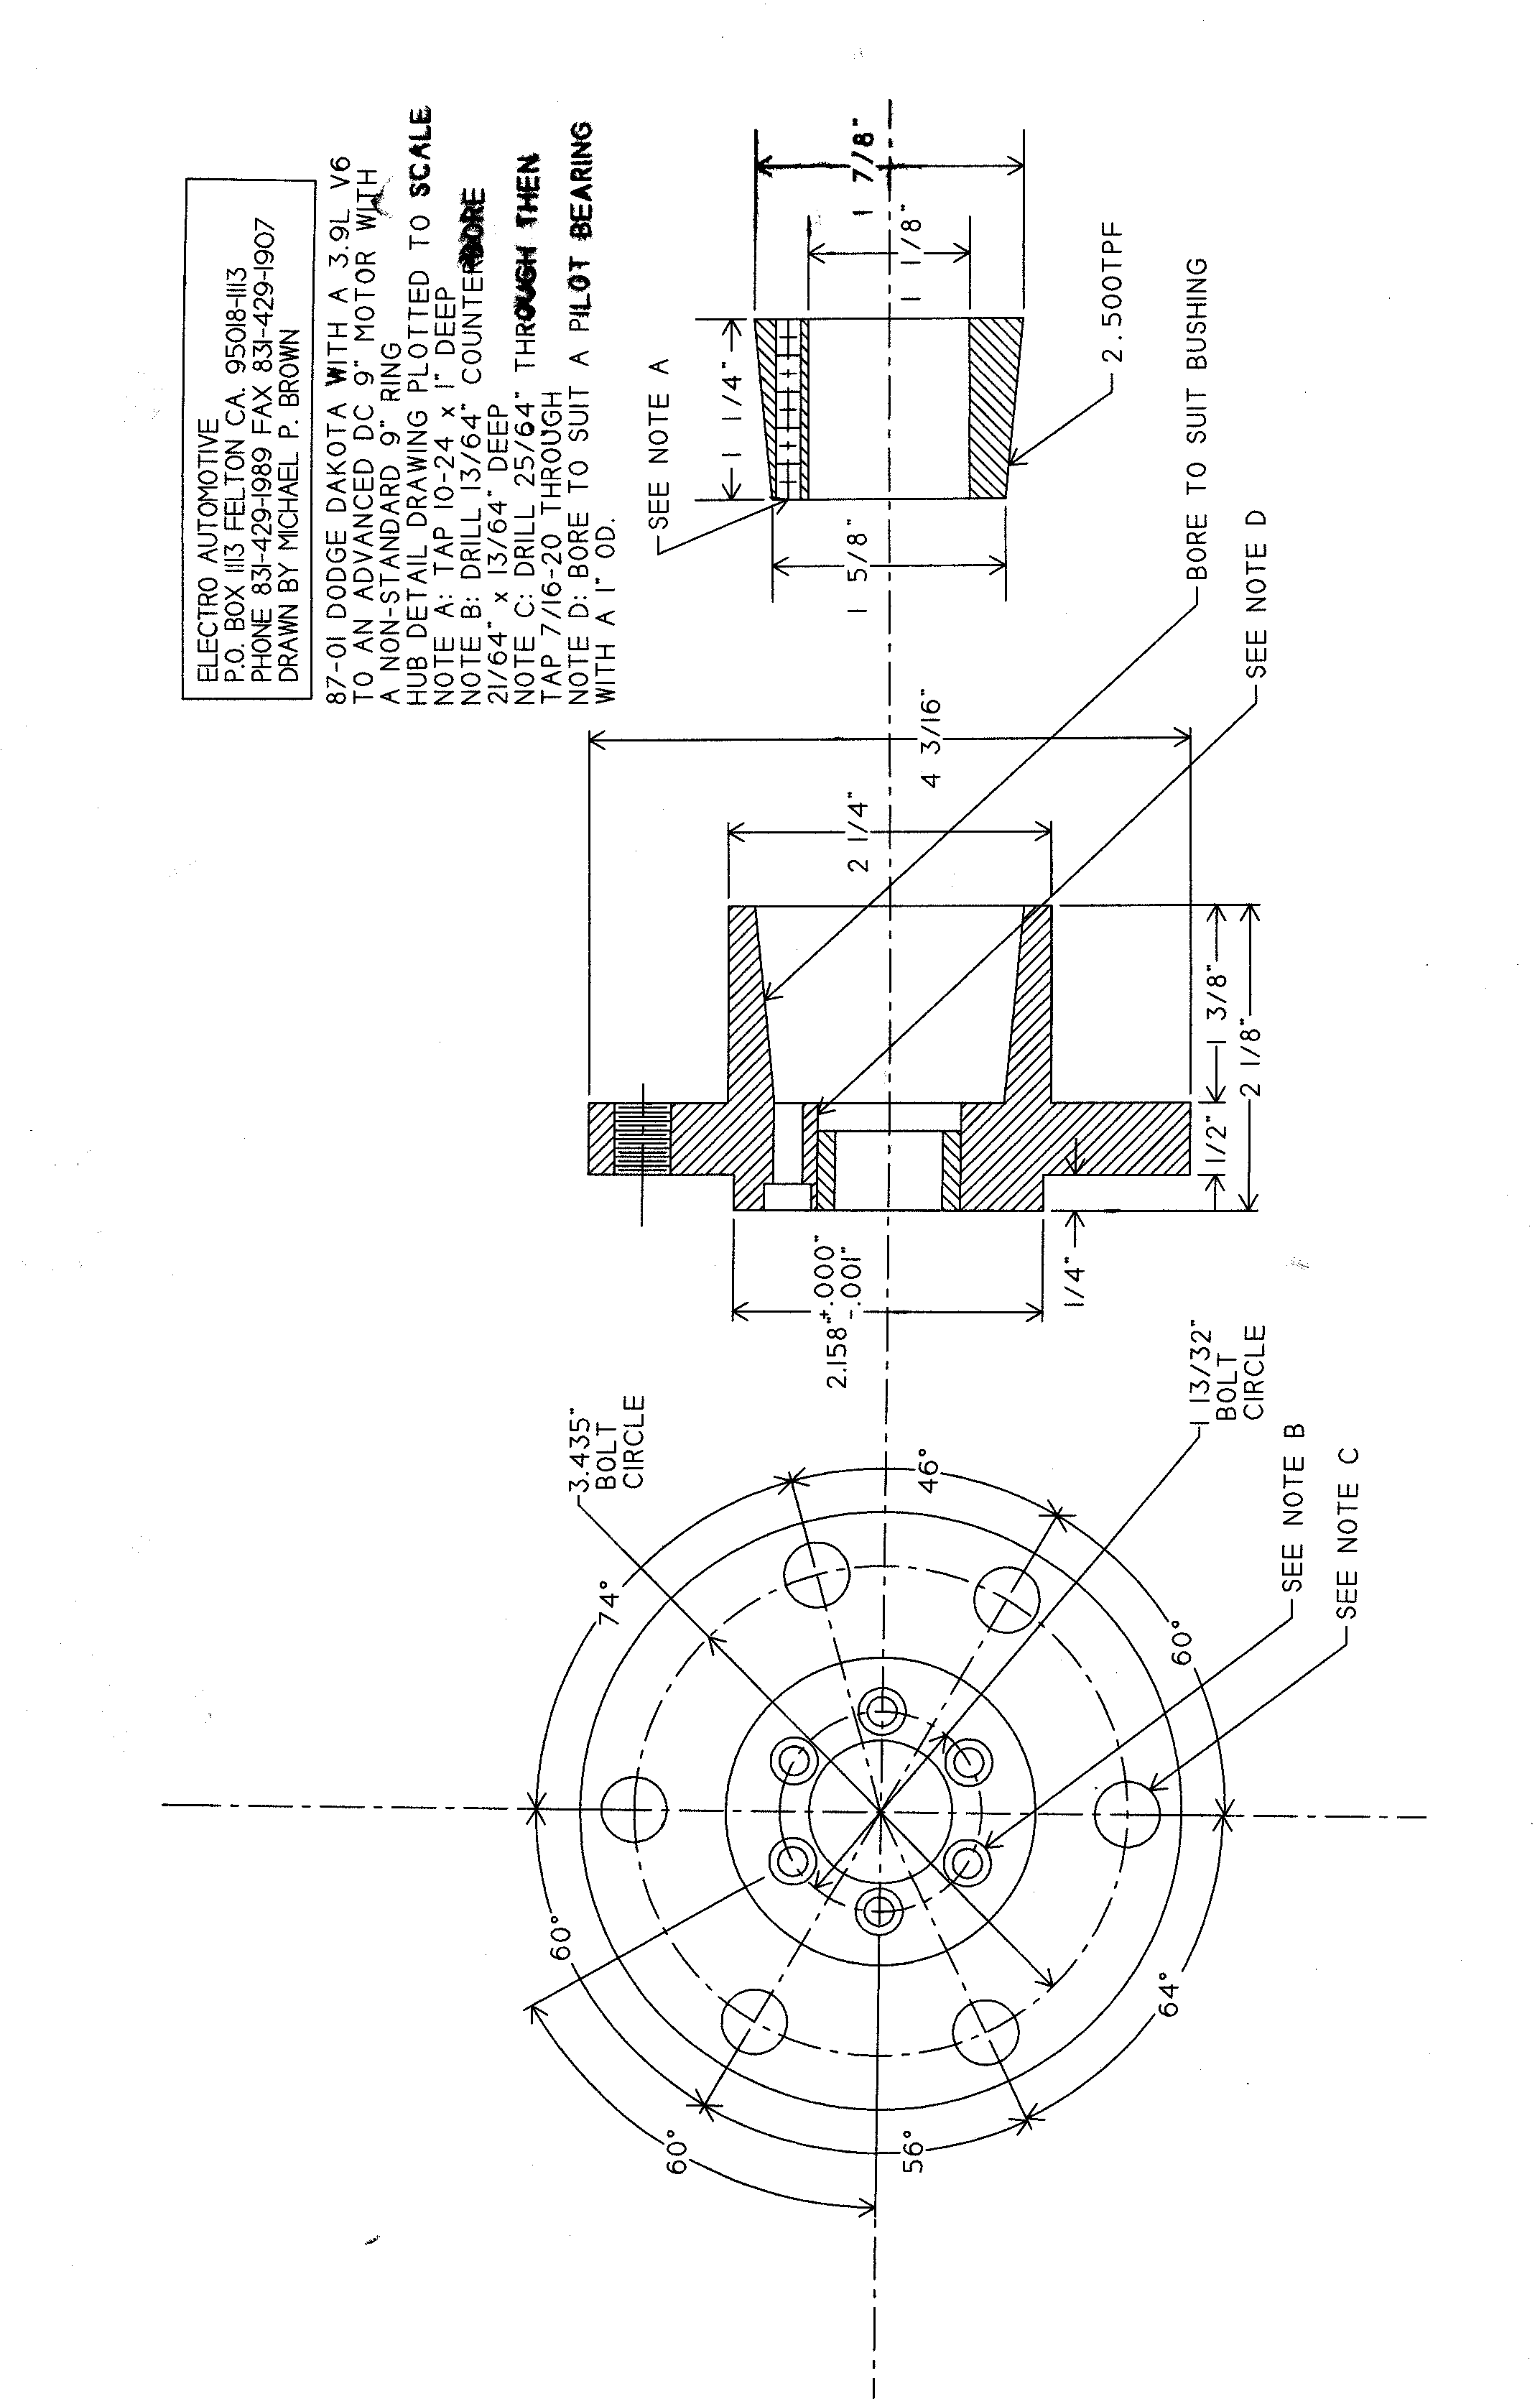 ELECTRO AUTOMOTIVE
P.O. BOX 1113 FELTON CA. 95018-1113
PHONE 831-429-1989 FAX 831-429-1907
DRAWN BY MICHAEL P. BROWN
87-01 DODGE DAKOTA WITH A 3.9L V6
TO AN ADVANCED DC 9" MOTOR WITH
A NON-STANDARD 9" RING
HUB DETAIL DRAWING PLOTTED TO SCALE
NOTE A: TAP 10-24 x 1" DEEP
NOTE B: DRILL 13/64" COUNTERBORE
21/64" x 13/64" DEEP
NOTE C: DRILL 25/64" THROUGH THEN
TAP 7/16-20 THROUGH
NOTE D: BORE TO SUIT A PILOT BEARING
WITH A 1" OD.
3.435"
BOLT
CIRCLE
74°
46°
60°
60°
60°
56°
64°
1 13/32"
BOLT
CIRCLE
SEE NOTE B
SEE NOTE C
2.158" +.000"
-.001"
1/4"
1/2"
1 3/8"
2 1/8"
2 1/4"
4 3/16"
BORE TO SUIT BUSHING
SEE NOTE D
SEE NOTE A
1 1/4"
1 5/8"
1 1/8"
1 7/8"
2.500TPF